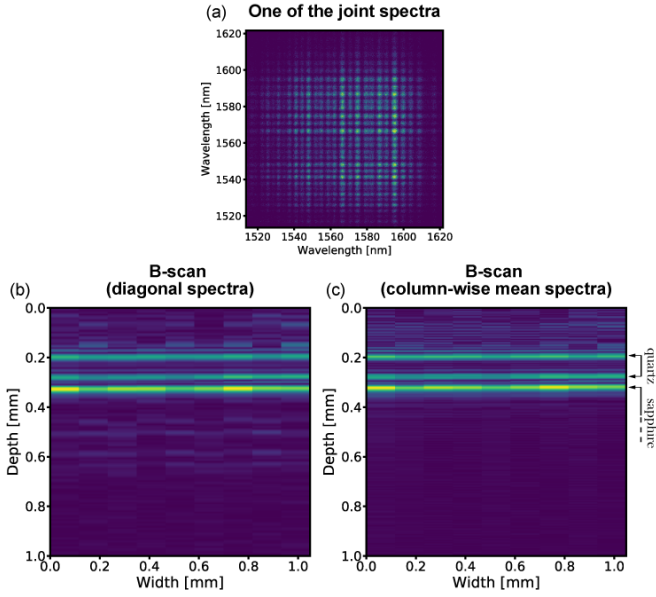 One of the joint spectra
(a)
1620
1600
1580
1560
1540
1520
Wavelength [nm]
1520 1540 1560 1580 1600 1620
Wavelength [nm]
B-scan
(b) (diagonal spectra)
0.0
0.2
0.4
0.6
0.8
1.0
Depth [mm]
0.0 0.2 0.4 0.6 0.8 1.0
Width [mm]
B-scan
(c) (column-wise mean spectra)
0.0
0.2
0.4
0.6
0.8
1.0
Depth [mm]
0.0 0.2 0.4 0.6 0.8 1.0
Width [mm]
quartz
sapphire